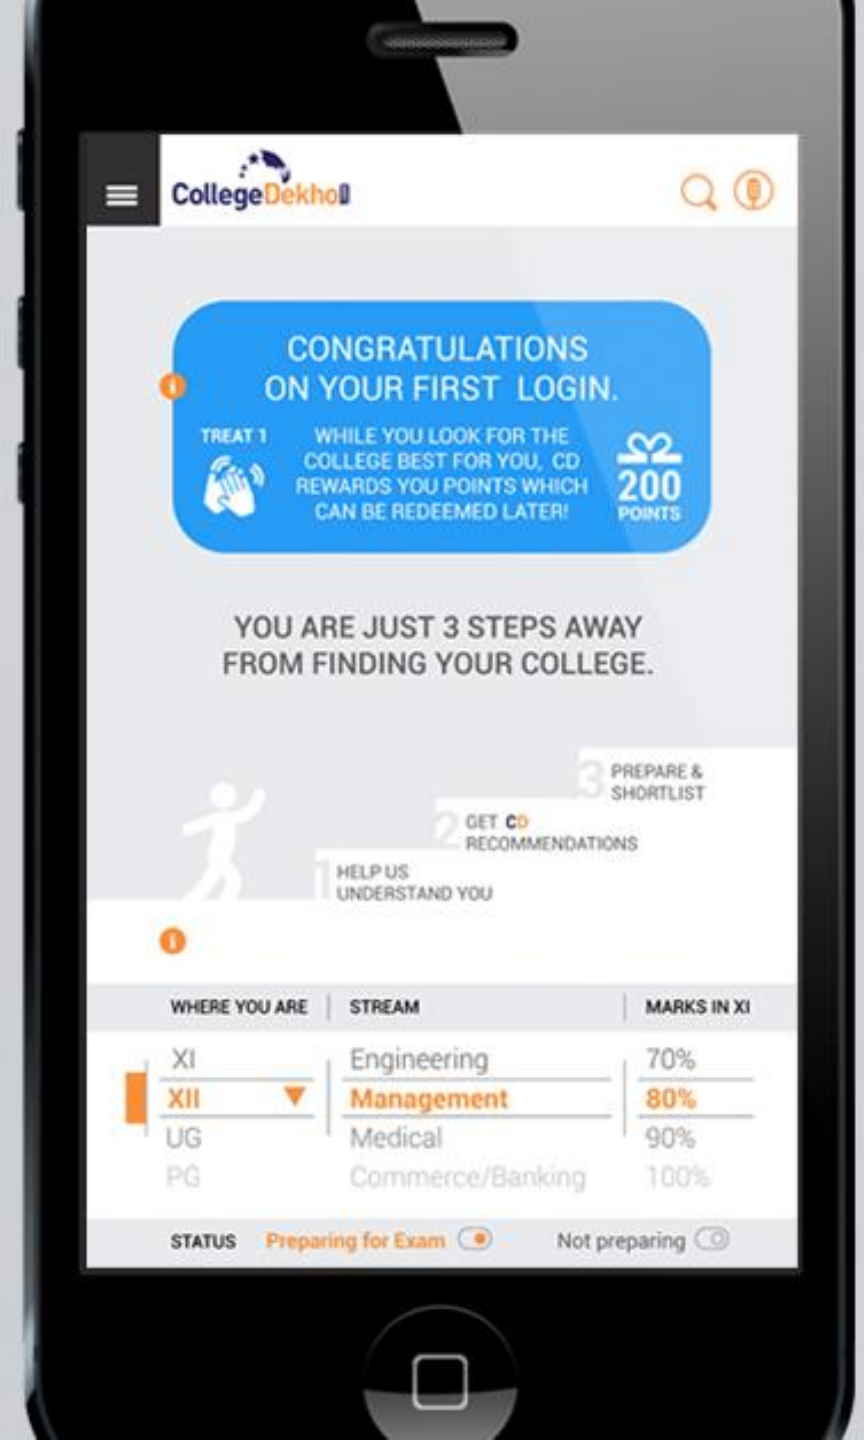 CollegeDekho
CONGRATULATIONS
ON YOUR FIRST LOGIN.
TREAT 1
WHILE YOU LOOK FOR THE
COLLEGE BEST FOR YOU, CD
REWARDS YOU POINTS WHICH
CAN BE REDEEMED LATER!
200
POINTS
YOU ARE JUST 3 STEPS AWAY
FROM FINDING YOUR COLLEGE.
3 PREPARE &
SHORTLIST
2 GET CD
RECOMMENDATIONS
1 HELP US
UNDERSTAND YOU
WHERE YOU ARE STREAM MARKS IN XI
XI Engineering 70%
XII Management 80%
UG Medical 90%
PG Commerce/Banking 100%
STATUS Preparing for Exam Not preparing